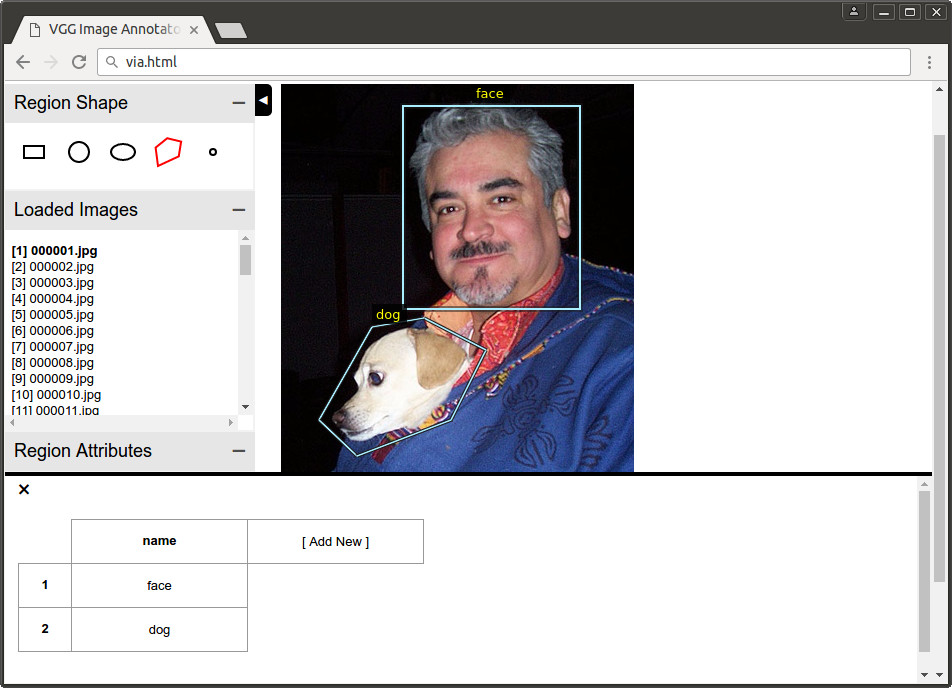 VGG Image Annotato
via.html
Region Shape
Loaded Images
[1] 000001.jpg
[2] 000002.jpg
[3] 000003.jpg
[4] 000004.jpg
[5] 000005.jpg
[6] 000006.jpg
[7] 000007.jpg
[8] 000008.jpg
[9] 000009.jpg
[10] 000010.jpg
[11] 000011.jpg
Region Attributes
face
dog
name [ Add New ]
1 face
2 dog